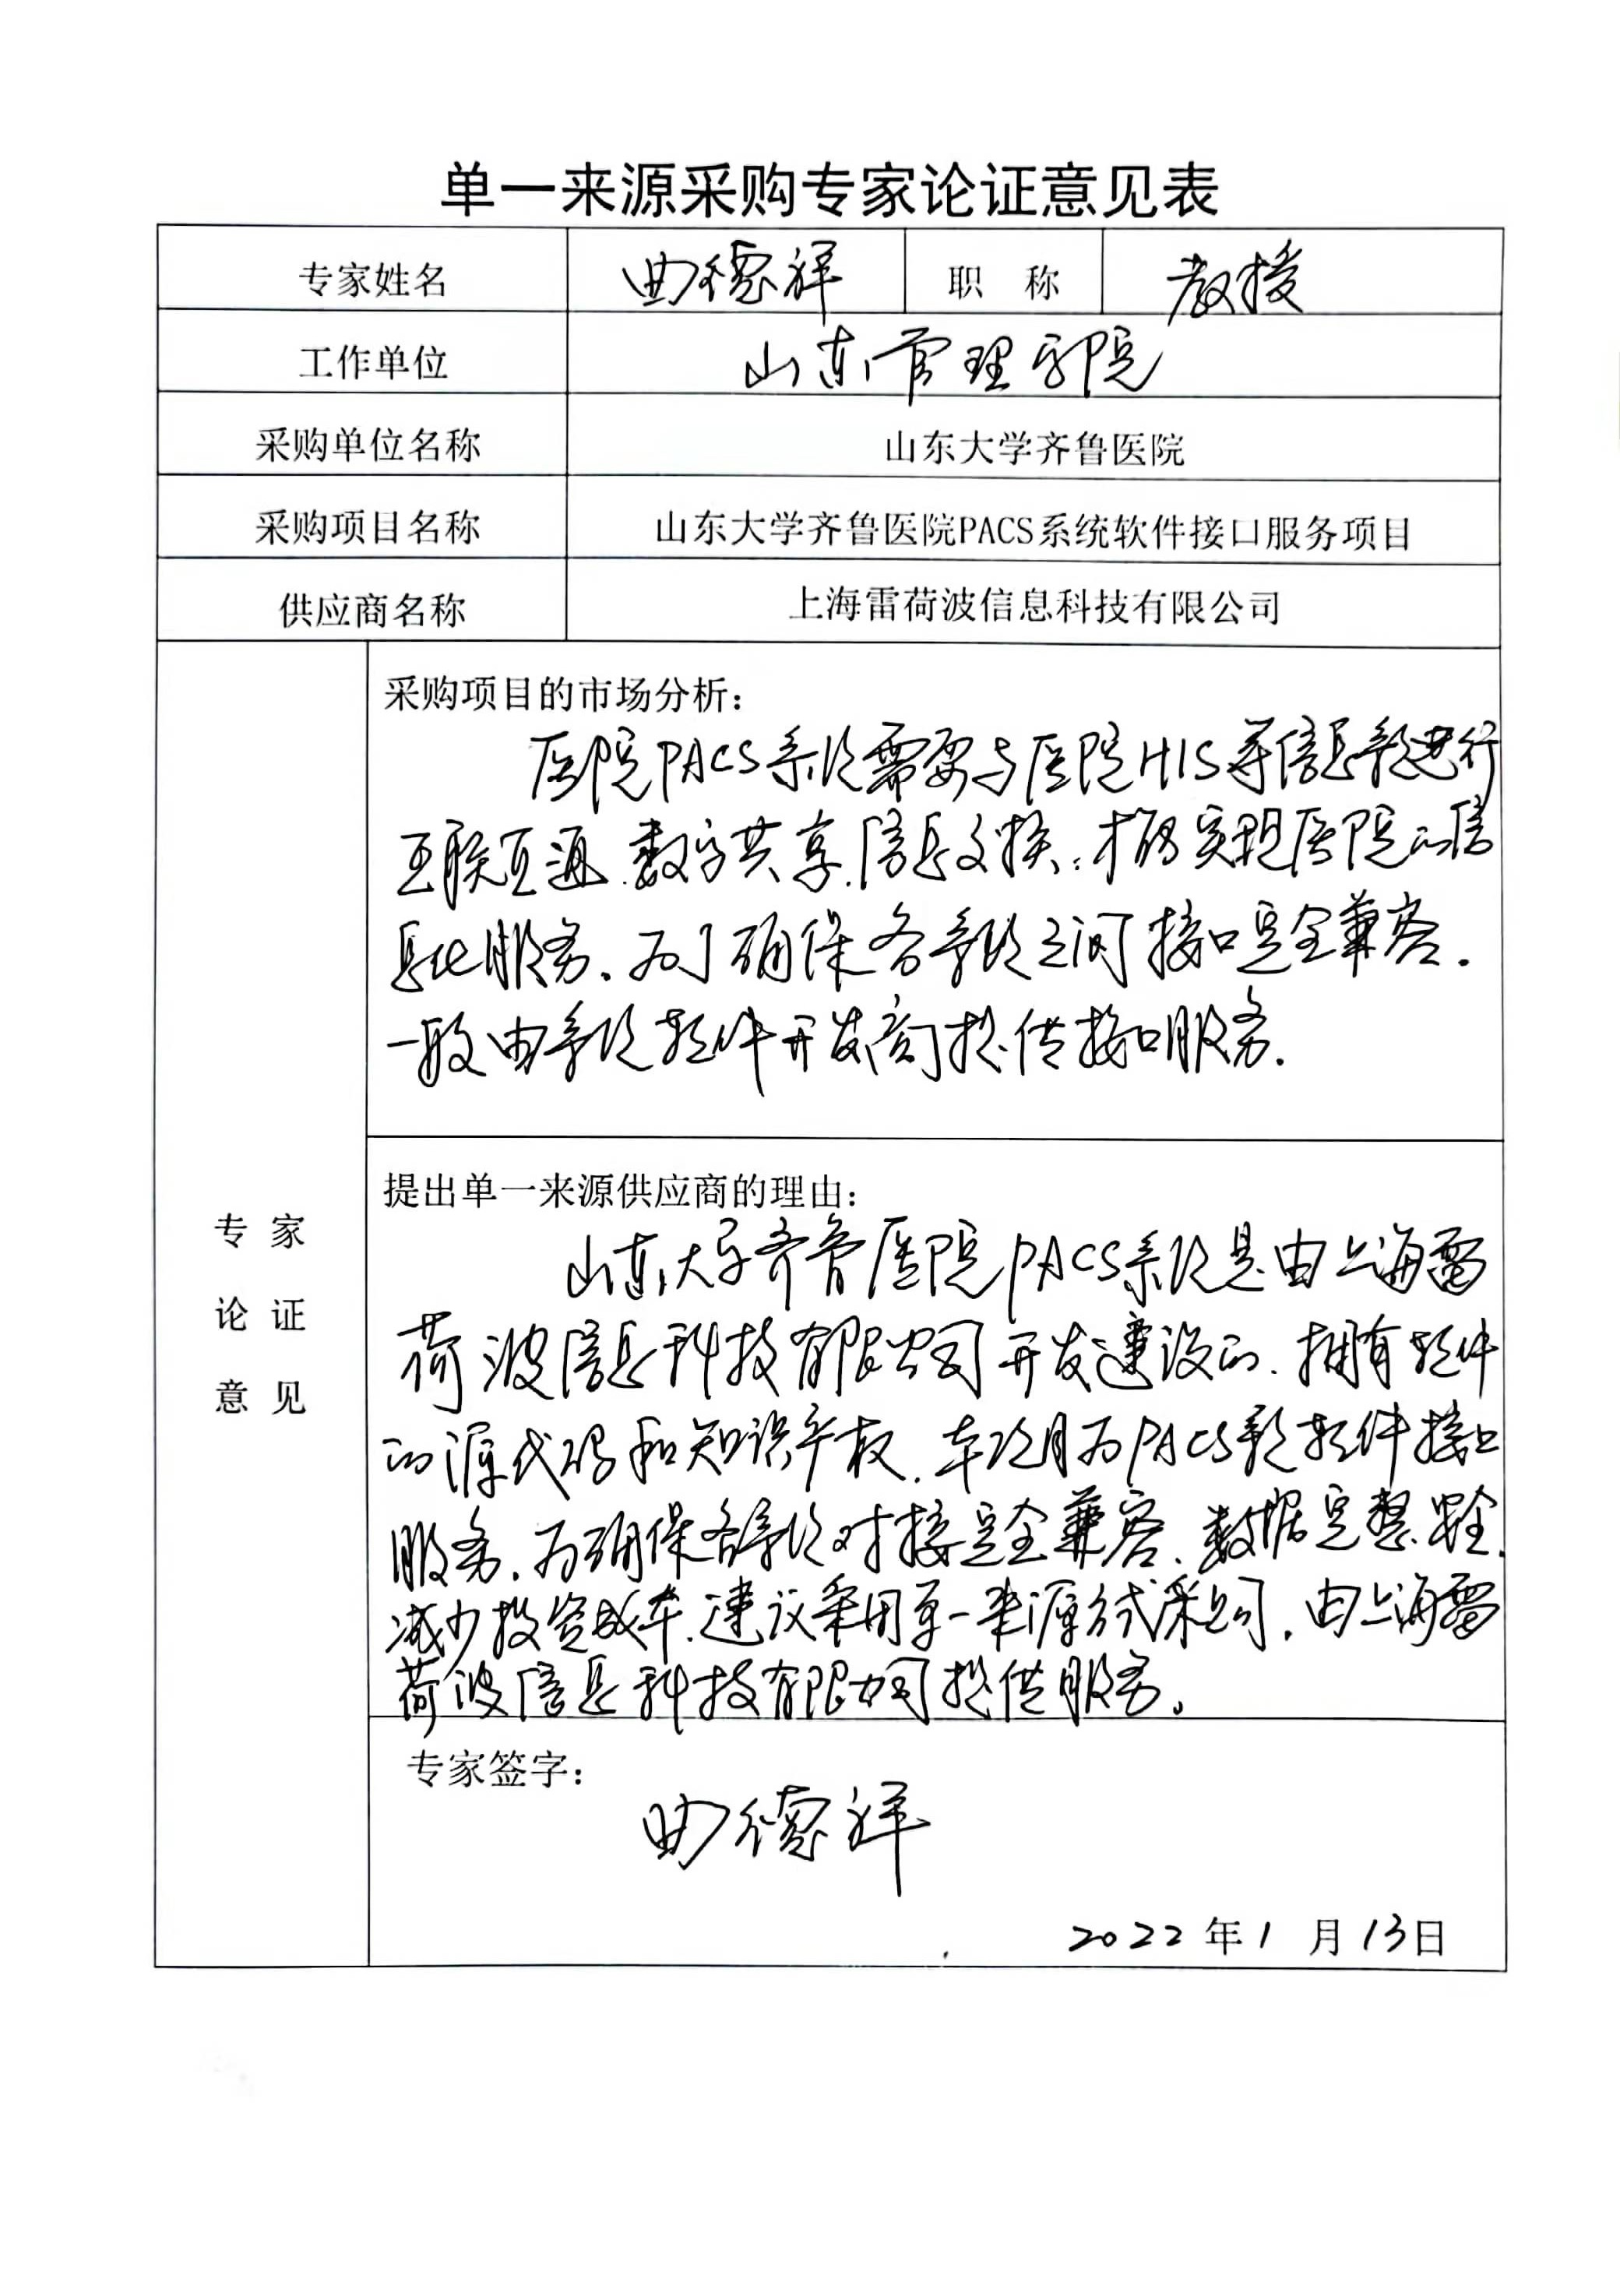 单一来源采购专家论证意见表
专家姓名 曲德祥 职 称 教授
工作单位 山东管理学院
采购单位名称 山东大学齐鲁医院
采购项目名称 山东大学齐鲁医院PACS系统软件接口服务项目
供应商名称 上海雷荷波信息科技有限公司
采购项目的市场分析：
医院PACS系统需要与医院HIS等信息系统进行
互联互通.数字共享.信息交换.才能实现医院的信
息化服务。为了确保各系统之间接口完全兼容.
一般由系统软件开发商提供接口服务.
专 家
论 证
意 见
提出单一来源供应商的理由：
山东大学齐鲁医院PACS系统是由上海雷
荷波信息科技有限公司开发建设的.拥有软件
的源代码和知识产权.本项目为PACS系统软件接口
服务.为确保各系统对接完全兼容、数据完整、安全.
减少投资成本.建议采用单一来源方式采购.由上海雷
荷波信息科技有限公司提供服务。
专家签字：
曲德祥
2022年1月13日